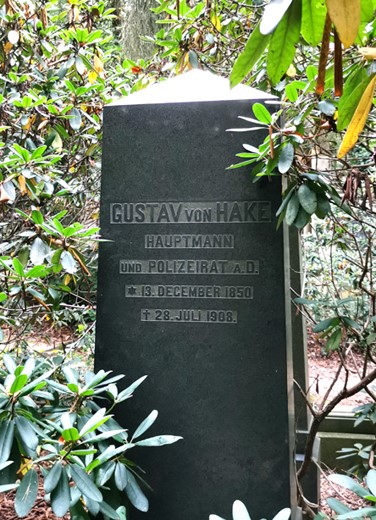 GUSTAV VON HAKE
HAUPTMANN
UND POLIZEIRAT A.D.
* 13. DECEMBER 1850
† 28. JULI 1908.